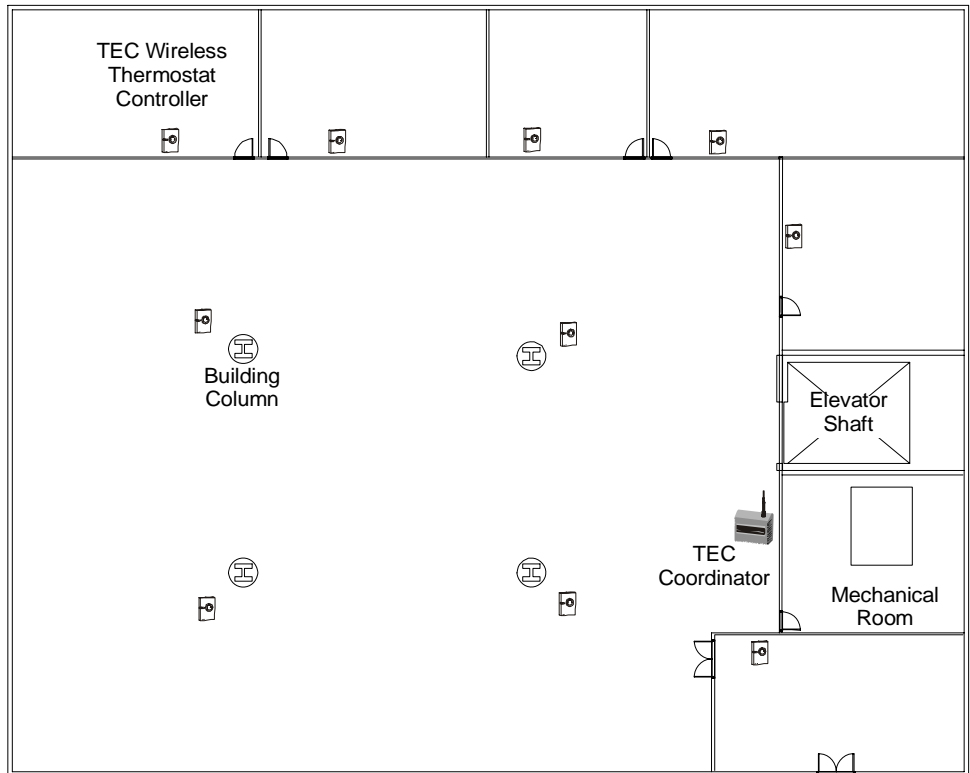 TEC Wireless
Thermostat
Controller
Building
Column
Elevator
Shaft
TEC
Coordinator
Mechanical
Room